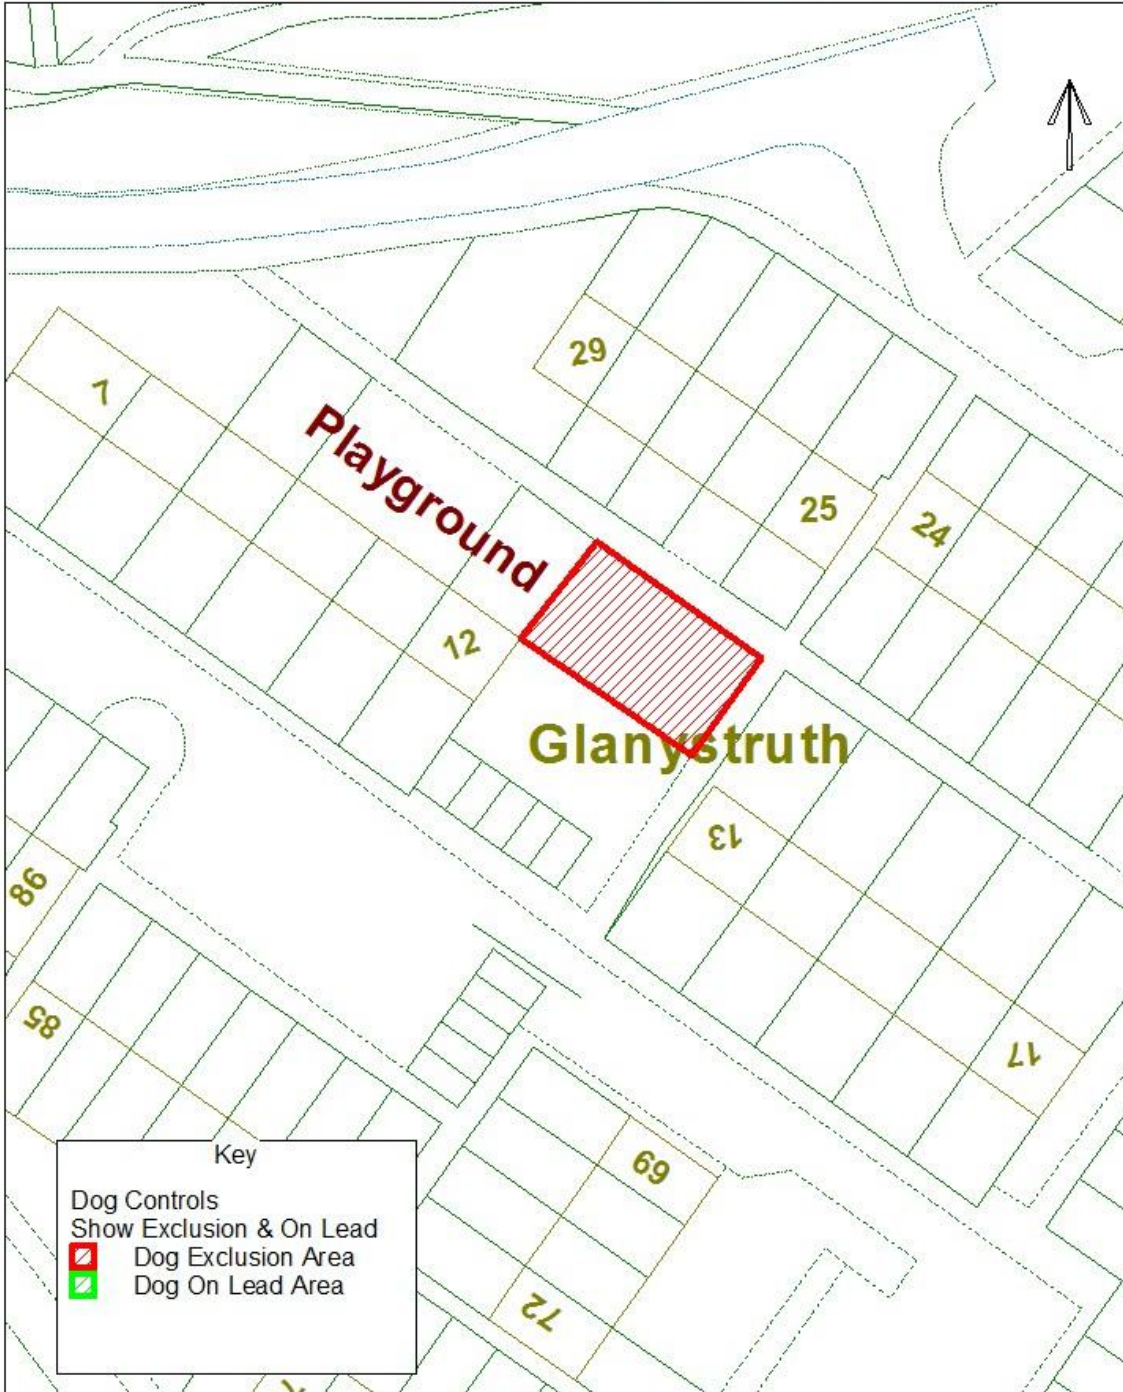 29
7
Playground
25
24
12
Glanystruth
13
86
85
17
69
72
Key
Dog Controls
Show Exclusion & On Lead
Dog Exclusion Area
Dog On Lead Area